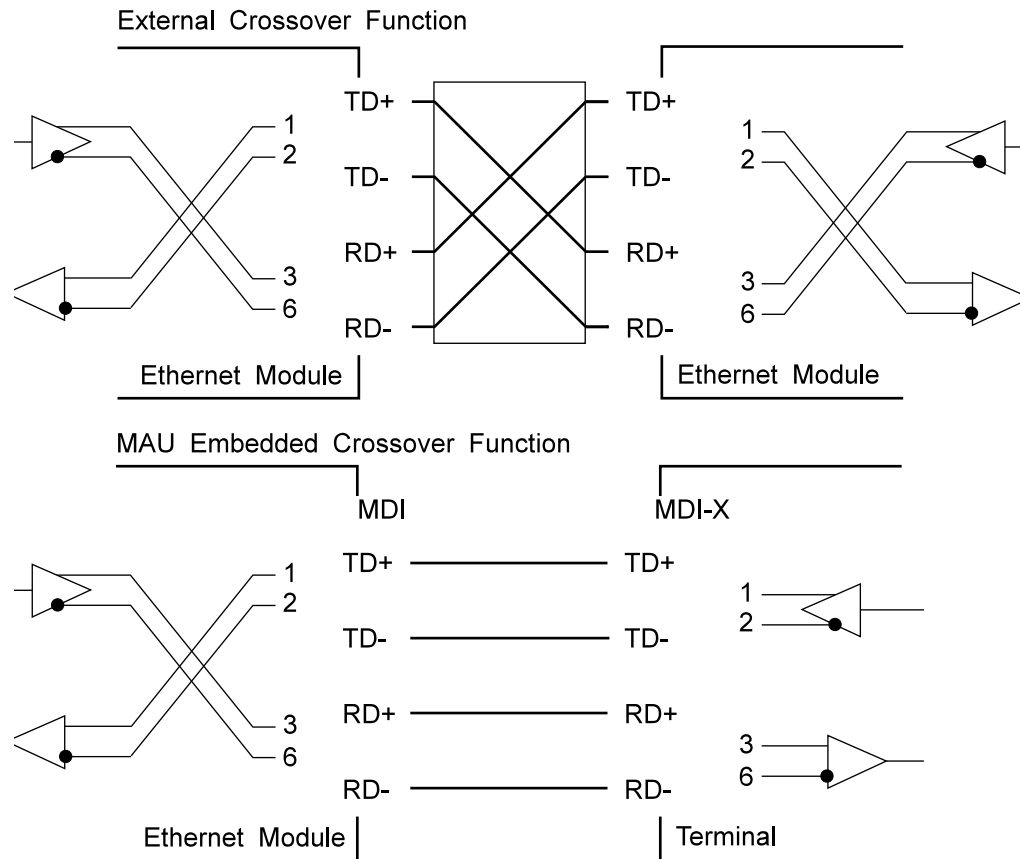 External Crossover Function
TD+ TD+
1 1
2 2
TD- TD-
RD+ RD+
3 3
6 6
RD- RD-
Ethernet Module Ethernet Module
MAU Embedded Crossover Function
MDI MDI-X
TD+ TD+
1 1
2 2
TD- TD-
RD+ RD+
3 3
6 6
RD- RD-
Ethernet Module Terminal